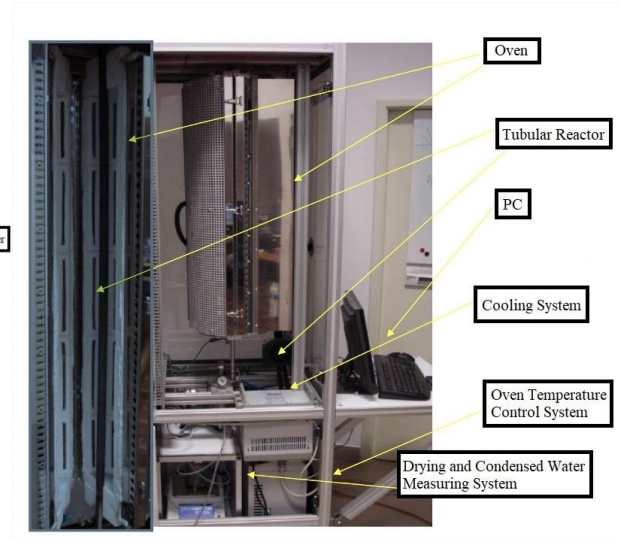 Oven
Tubular Reactor
PC
Cooling System
Oven Temperature
Control System
Drying and Condensed Water
Measuring System